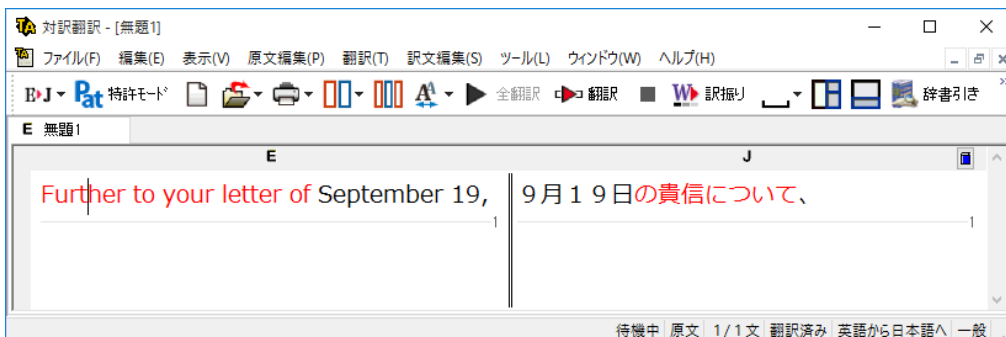 対訳翻訳 - [無題1]
ファイル(F) 編集(E) 表示(V) 原文編集(P) 翻訳(T) 訳文編集(S) ツール(L) ウィンドウ(W) ヘルプ(H)
E▸J Pat 特許モード 全翻訳 翻訳 W 訳振り 辞書引き
E 無題1
E J
Further to your letter of September 19, 9月19日の貴信について、
1 1
待機中 原文 1/1文 翻訳済み 英語から日本語へ 一般